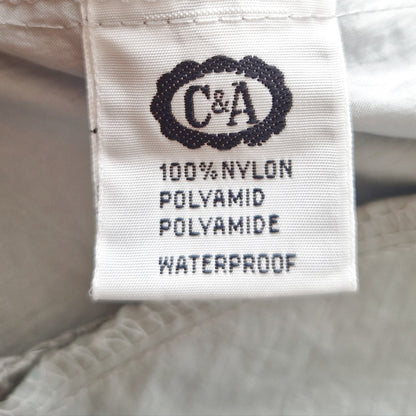 C&A
100% NYLON
POLYAMID
POLYAMIDE
WATERPROOF